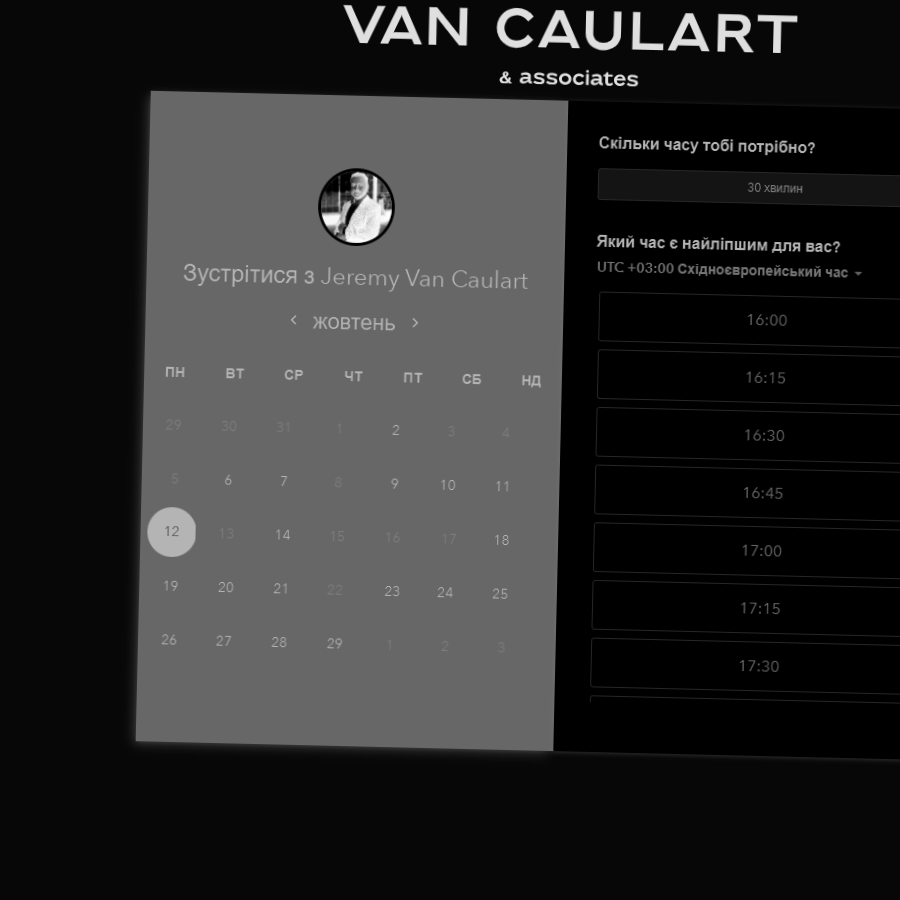 VAN CAULART
& associates
Зустрітися з Jeremy Van Caulart
жовтень
ПН ВТ СР ЧТ ПТ СБ НД
29 30 31 1 2 3 4
5 6 7 8 9 10 11
12 13 14 15 16 17 18
19 20 21 22 23 24 25
26 27 28 29 1 2 3
Скільки часу тобі потрібно?
30 хвилин
Який час є найліпшим для вас?
UTC +03:00 Східноєвропейський час
16:00
16:15
16:30
16:45
17:00
17:15
17:30